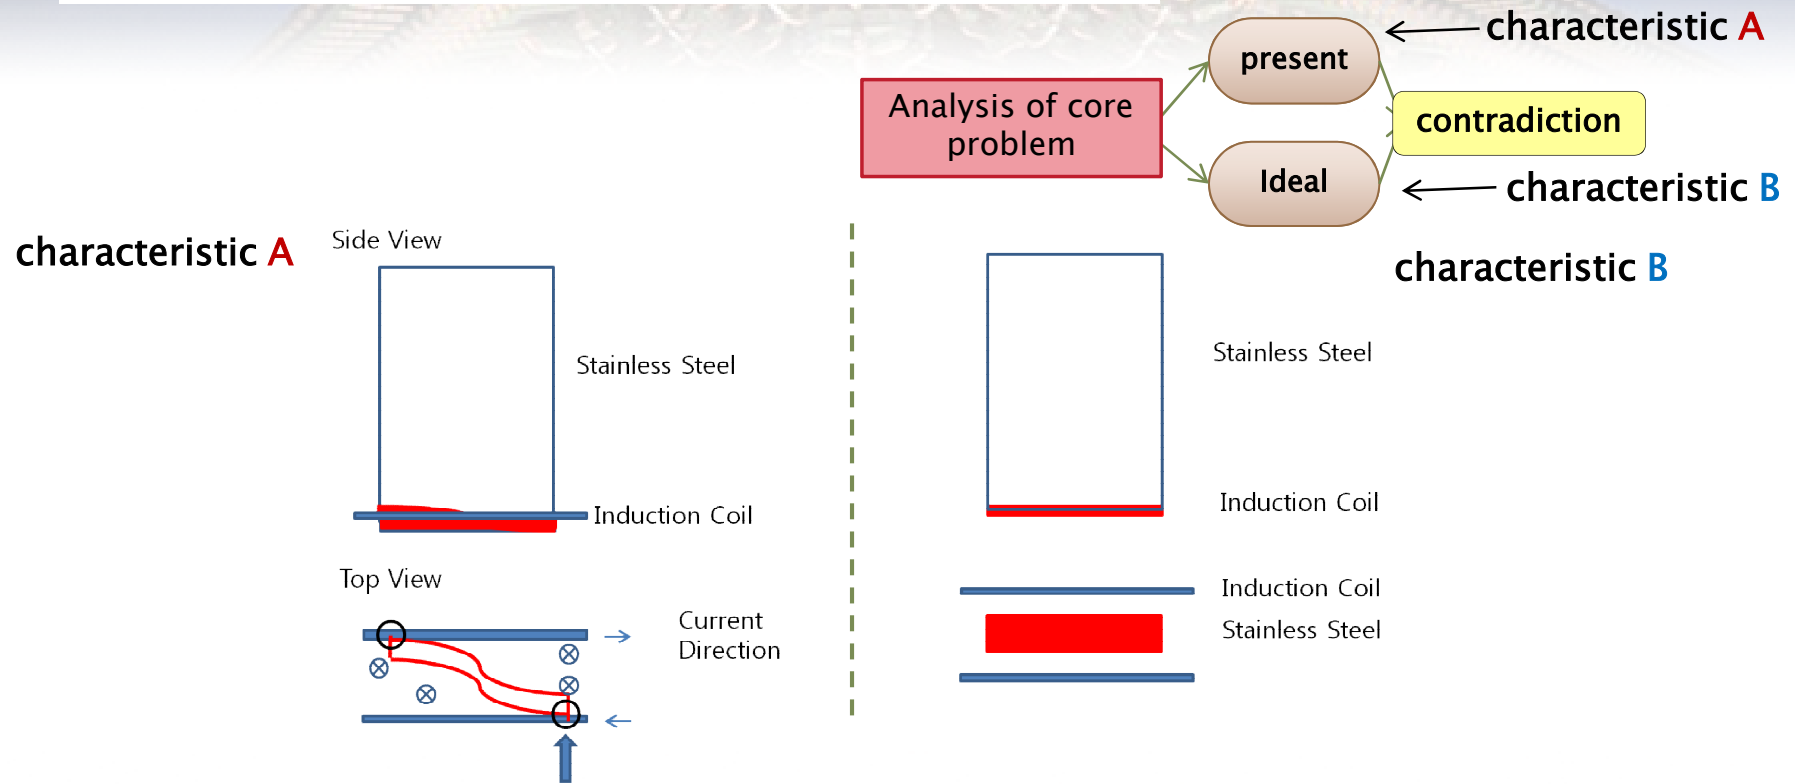 characteristic A
present
Analysis of core
problem
contradiction
Ideal
characteristic B
characteristic A
Side View
Stainless Steel
Induction Coil
Top View
Current
Direction
characteristic B
Stainless Steel
Induction Coil
Induction Coil
Stainless Steel